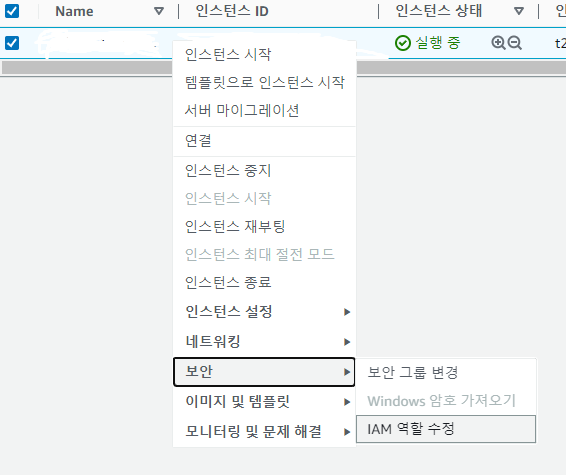 Name 인스턴스 ID 인스턴스 상태 인
실행 중 t2
인스턴스 시작
템플릿으로 인스턴스 시작
서버 마이그레이션
연결
인스턴스 중지
인스턴스 시작
인스턴스 재부팅
인스턴스 최대 절전 모드
인스턴스 종료
인스턴스 설정
네트워킹
보안
보안 그룹 변경
Windows 암호 가져오기
IAM 역할 수정
이미지 및 템플릿
모니터링 및 문제 해결